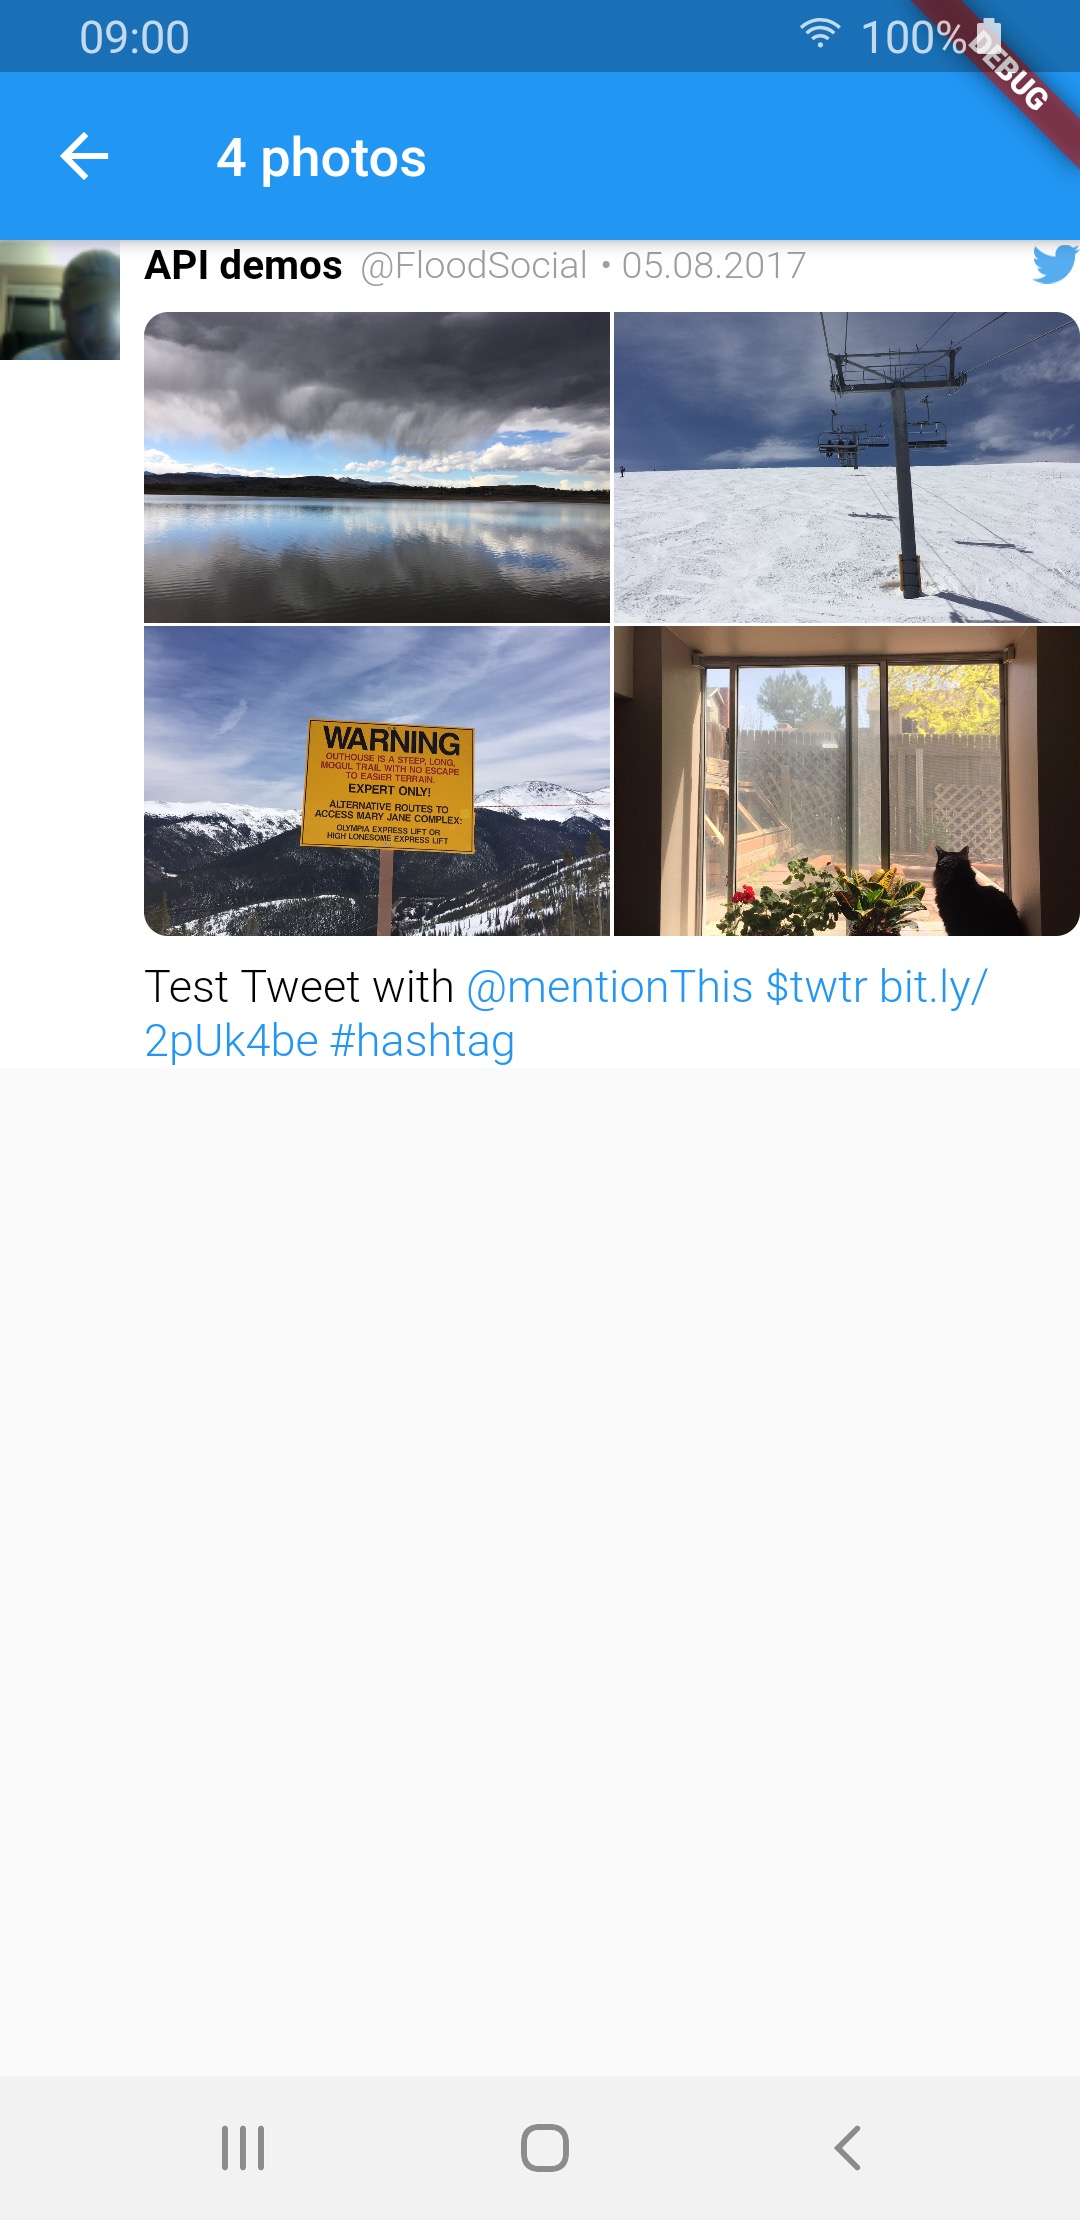 09:00
100%
DEBUG
4 photos
API demos @FloodSocial • 05.08.2017
WARNING
OUTHOUSE IS A STEEP, LONG,
MOGUL TRAIL WITH NO ESCAPE
TO EASIER TERRAIN.
EXPERT ONLY!
ALTERNATIVE ROUTES TO
ACCESS MARY JANE COMPLEX:
OLYMPIA EXPRESS LIFT OR
HIGH LONESOME EXPRESS LIFT
Test Tweet with @mentionThis $twtr bit.ly/
2pUk4be #hashtag